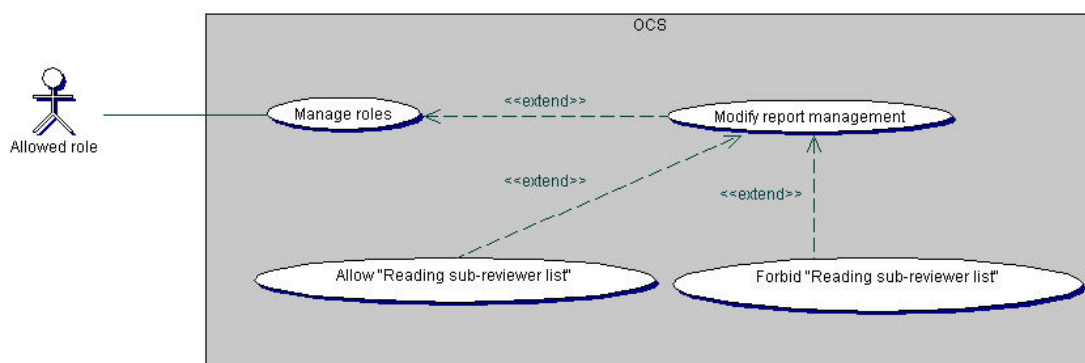 OCS
<<extend>>
Manage roles
Modify report management
Allowed role
<<extend>>
<<extend>>
Allow "Reading sub-reviewer list"
Forbid "Reading sub-reviewer list"